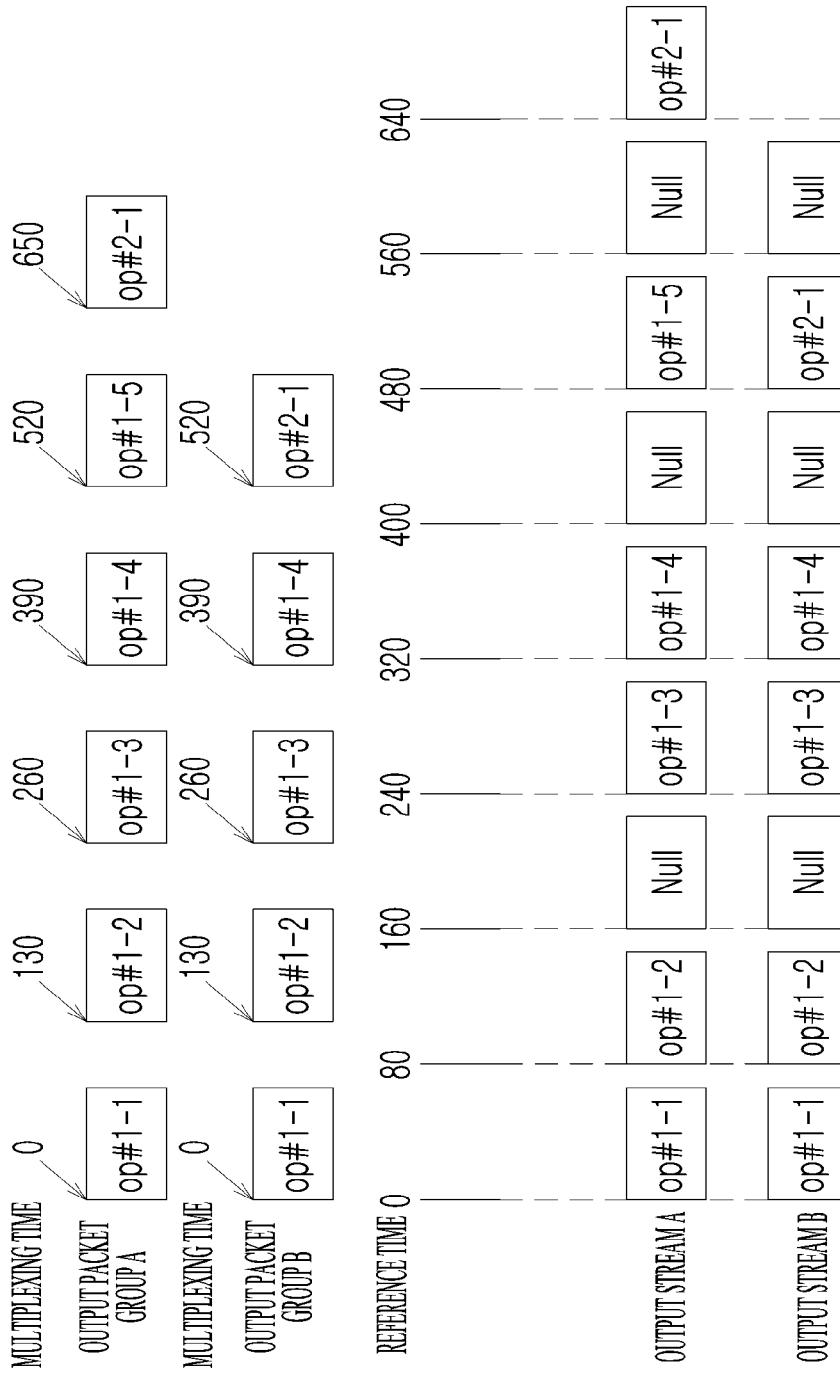 MULTIPLEXING TIME 0 130 260 390 520 650
OUTPUT PACKET
GROUP A
op#1-1 op#1-2 op#1-3 op#1-4 op#1-5 op#2-1
MULTIPLEXING TIME 0 130 260 390 520
OUTPUT PACKET
GROUP B
op#1-1 op#1-2 op#1-3 op#1-4 op#2-1
REFERENCE TIME 0 80 160 240 320 400 480 560 640
OUTPUT STREAM A op#1-1 op#1-2 Null op#1-3 op#1-4 Null op#1-5 Null op#2-1
OUTPUT STREAM B op#1-1 op#1-2 Null op#1-3 op#1-4 Null op#2-1 Null